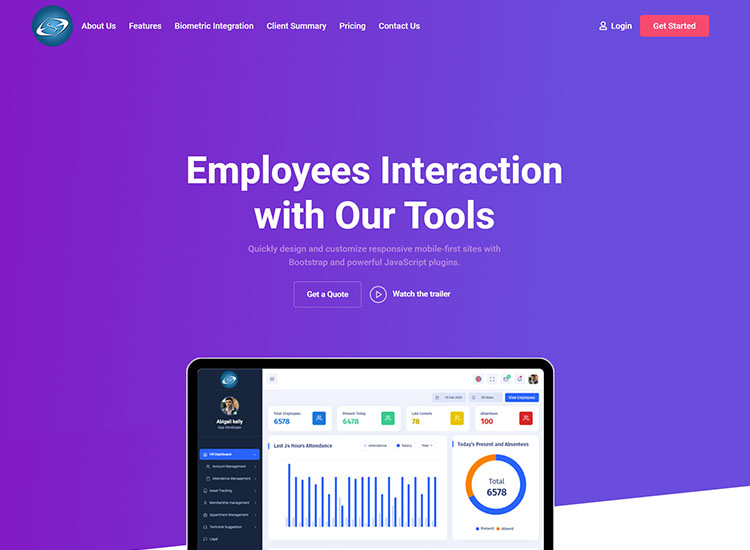 About Us Features Biometric Integration Client Summary Pricing Contact Us Login Get Started
Employees Interaction
with Our Tools
Quickly design and customize responsive mobile-first sites with
Bootstrap and powerful JavaScript plugins.
Get a Quote Watch the trailer
View Employees
Abigail kelly
App Developer
Total Employees
6578
Present Today
6478
Late Comers
78
Absentees
100
HR Dashboard
Account Management
Attendance Management
Asset Tracking
Membership management
Appartment Management
Technical Suggestion
Legal
Last 24 Hours Attendance
Attendance Salary Year
Today's Present and Absentees
Total
6578
Present Absent